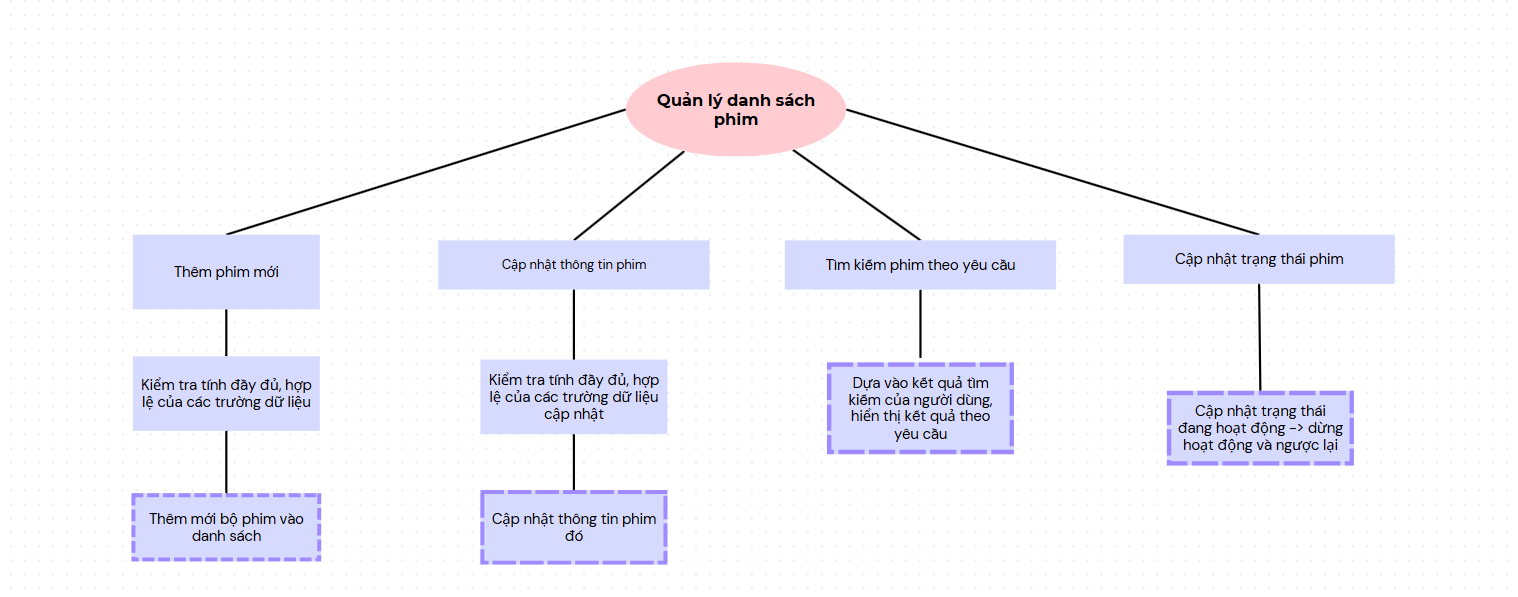 Quản lý danh sách
phim
Thêm phim mới
Cập nhật thông tin phim
Tìm kiếm phim theo yêu cầu
Cập nhật trạng thái phim
Kiểm tra tính đầy đủ, hợp
lệ của các trường dữ liệu
Kiểm tra tính đầy đủ, hợp
lệ của các trường dữ liệu
cập nhật
Dựa vào kết quả tìm
kiếm của người dùng,
hiển thị kết quả theo
yêu cầu
Cập nhật trạng thái
đang hoạt động -> dừng
hoạt động và ngược lại
Thêm mới bộ phim vào
danh sách
Cập nhật thông tin phim
đó